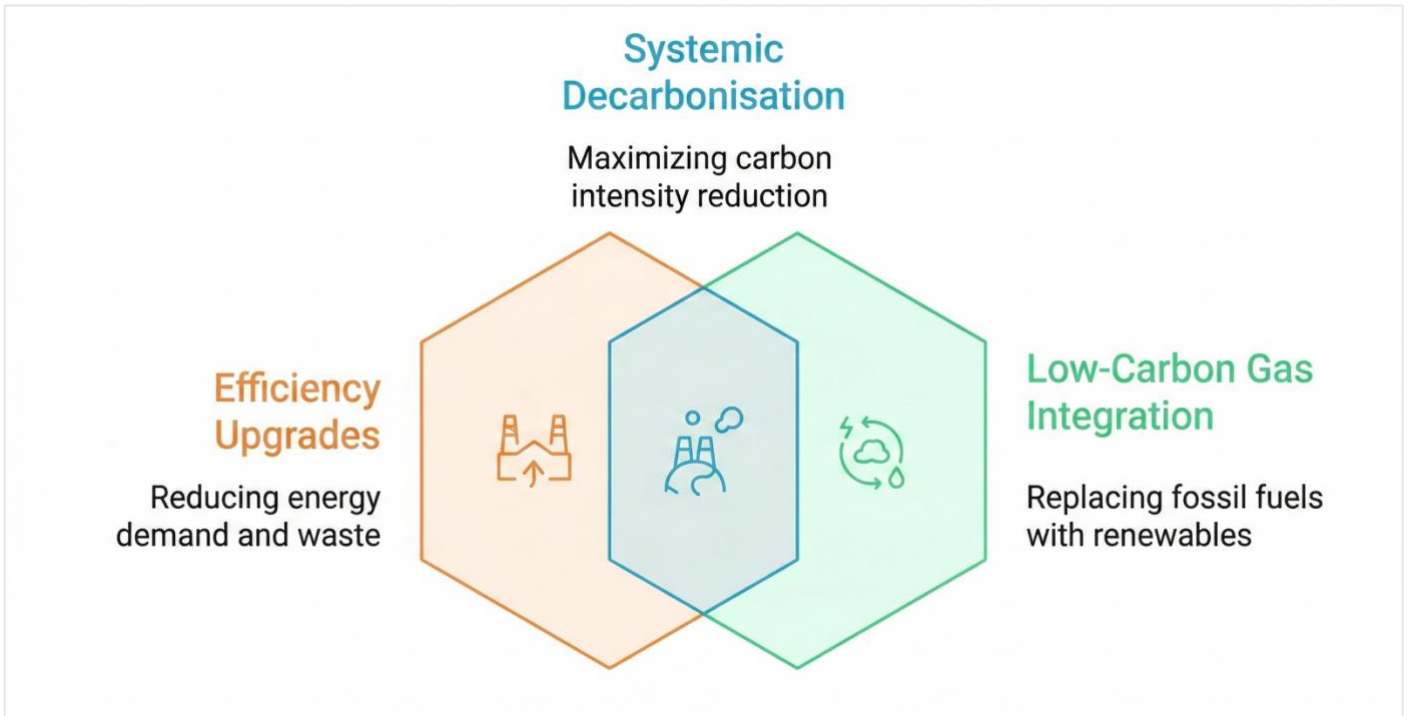 Systemic
Decarbonisation
Maximizing carbon
intensity reduction
Efficiency
Upgrades
Reducing energy
demand and waste
Low-Carbon Gas
Integration
Replacing fossil fuels
with renewables